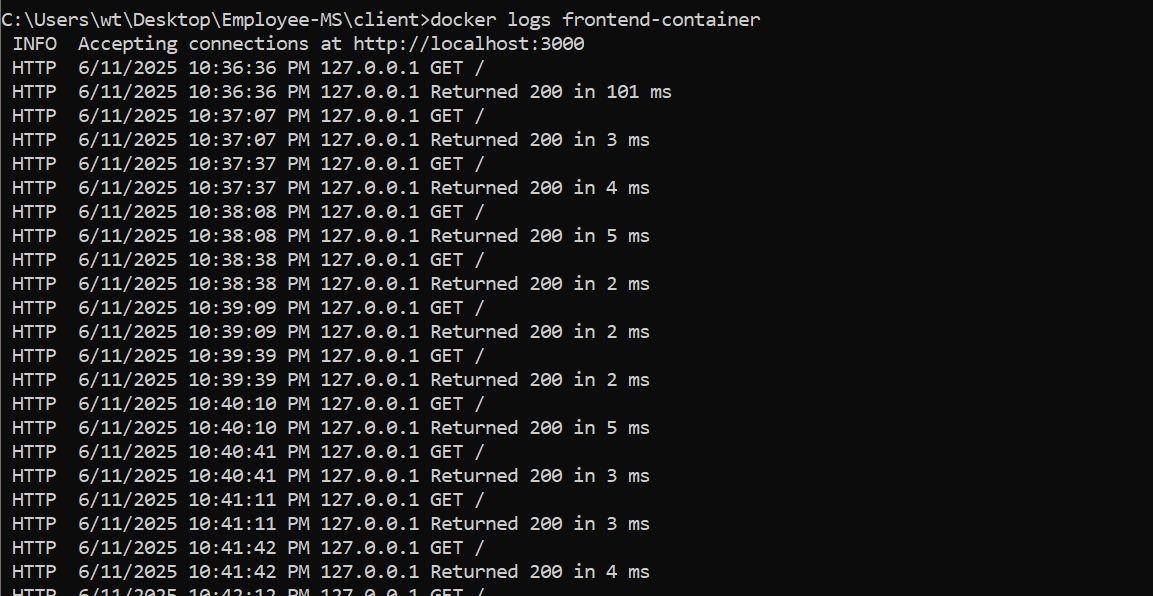 C:\Users\wt\Desktop\Employee-MS\client>docker logs frontend-container
INFO Accepting connections at http://localhost:3000
HTTP 6/11/2025 10:36:36 PM 127.0.0.1 GET /
HTTP 6/11/2025 10:36:36 PM 127.0.0.1 Returned 200 in 101 ms
HTTP 6/11/2025 10:37:07 PM 127.0.0.1 GET /
HTTP 6/11/2025 10:37:07 PM 127.0.0.1 Returned 200 in 3 ms
HTTP 6/11/2025 10:37:37 PM 127.0.0.1 GET /
HTTP 6/11/2025 10:37:37 PM 127.0.0.1 Returned 200 in 4 ms
HTTP 6/11/2025 10:38:08 PM 127.0.0.1 GET /
HTTP 6/11/2025 10:38:08 PM 127.0.0.1 Returned 200 in 5 ms
HTTP 6/11/2025 10:38:38 PM 127.0.0.1 GET /
HTTP 6/11/2025 10:38:38 PM 127.0.0.1 Returned 200 in 2 ms
HTTP 6/11/2025 10:39:09 PM 127.0.0.1 GET /
HTTP 6/11/2025 10:39:09 PM 127.0.0.1 Returned 200 in 2 ms
HTTP 6/11/2025 10:39:39 PM 127.0.0.1 GET /
HTTP 6/11/2025 10:39:39 PM 127.0.0.1 Returned 200 in 2 ms
HTTP 6/11/2025 10:40:10 PM 127.0.0.1 GET /
HTTP 6/11/2025 10:40:10 PM 127.0.0.1 Returned 200 in 5 ms
HTTP 6/11/2025 10:40:41 PM 127.0.0.1 GET /
HTTP 6/11/2025 10:40:41 PM 127.0.0.1 Returned 200 in 3 ms
HTTP 6/11/2025 10:41:11 PM 127.0.0.1 GET /
HTTP 6/11/2025 10:41:11 PM 127.0.0.1 Returned 200 in 3 ms
HTTP 6/11/2025 10:41:42 PM 127.0.0.1 GET /
HTTP 6/11/2025 10:41:42 PM 127.0.0.1 Returned 200 in 4 ms
HTTP 6/11/2025 10:42:12 PM 127.0.0.1 GET /